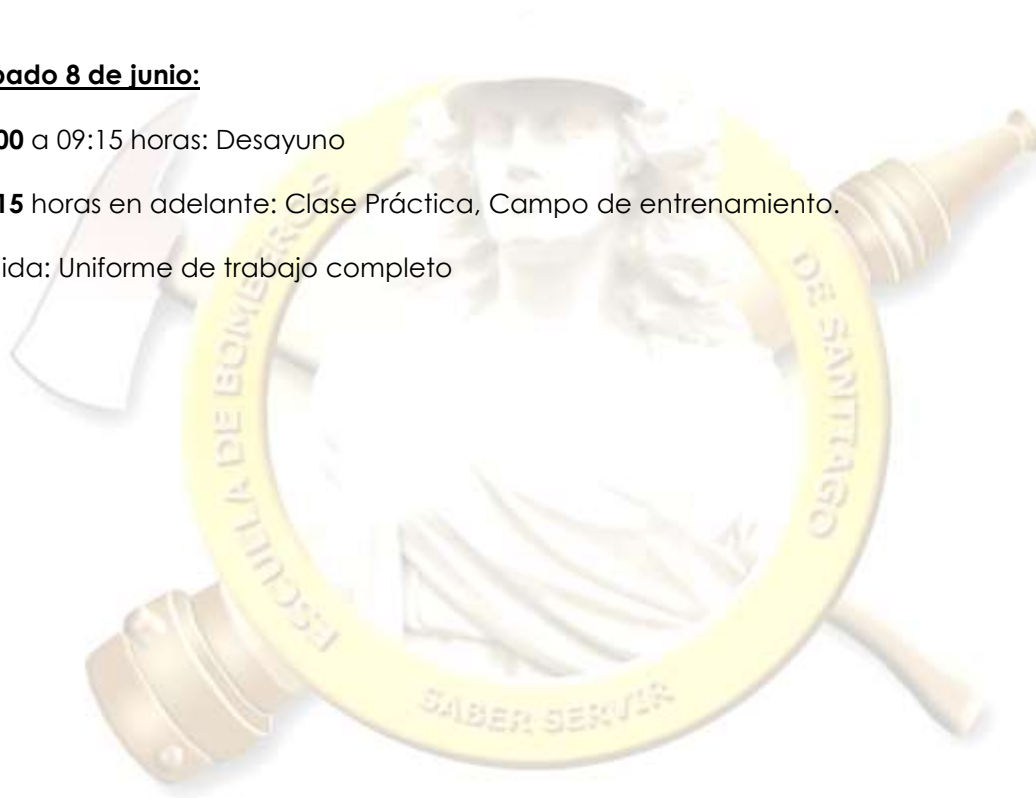 bado 8 de junio:
00 a 09:15 horas: Desayuno
15 horas en adelante: Clase Práctica, Campo de entrenamiento.
ida: Uniforme de trabajo completo
ESCUELA DE BOMBEROS
DE SANTIAGO
SABER SERVIR